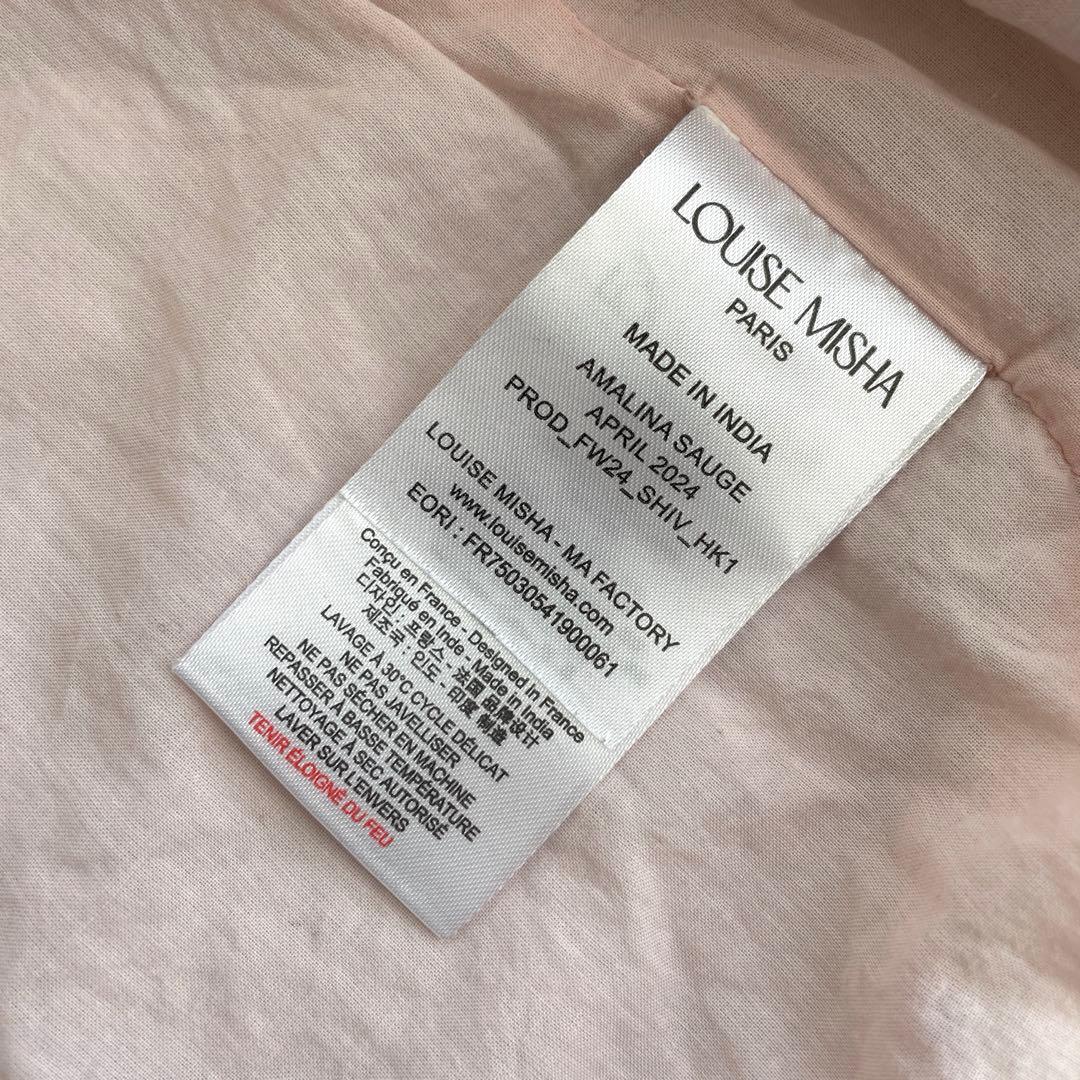 LOUISE MISHA
PARIS
MADE IN INDIA
AMALINA SAUGE
APRIL 2024
PROD_FW24_SHIV_HK1
LOUISE MISHA - MA FACTORY
www.louisemisha.com
EORI : FR75030541900061
Conçu en France - Designed in France
Fabriqué en Inde - Made in India
디자인 : 프랑스 - 法国 品牌设计
제조국 : 인도 - 印度 制造
LAVAGE À 30°C CYCLE DÉLICAT
NE PAS JAVELLISER
NE PAS SÉCHER EN MACHINE
REPASSER À BASSE TEMPÉRATURE
NETTOYAGE À SEC AUTORISÉ
LAVER SUR L'ENVERS
TENIR ÉLOIGNÉ DU FEU